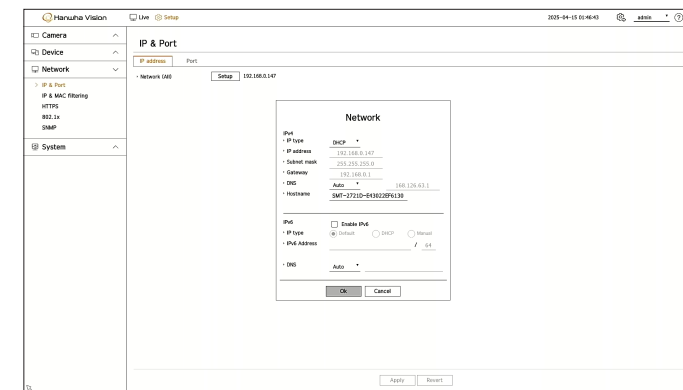 Hanwha Vision
Live
Setup
2025-04-15 01:46:43
admin
Camera
Device
Network
IP & Port
IP & MAC filtering
HTTPS
802.1x
SNMP
System
IP & Port
IP address
Port
Network (All)
Setup
192.168.0.147
Network
IPv4
IP type DHCP
IP address 192.168.0.147
Subnet mask 255.255.255.0
Gateway 192.168.0.1
DNS Auto 168.126.63.1
Hostname SMT-2721D-E43022EF6130
IPv6 Enable IPv6
IP type Default DHCP Manual
IPv6 Address / 64
DNS Auto
Ok Cancel
Apply Revert